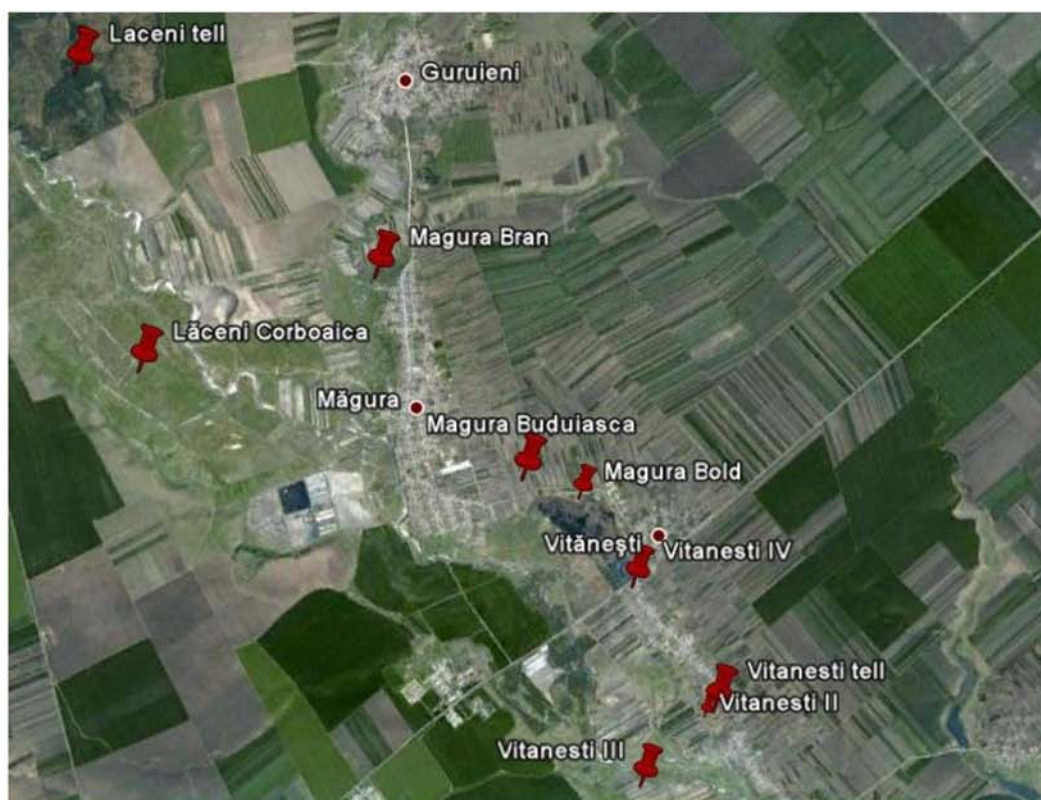 Laceni tell
Guruieni
Magura Bran
Lăceni Corboaica
Măgura
Magura Buduiasca
Magura Bold
Vitănești
Vitanesti IV
Vitanesti tell
Vitanesti II
Vitanesti III